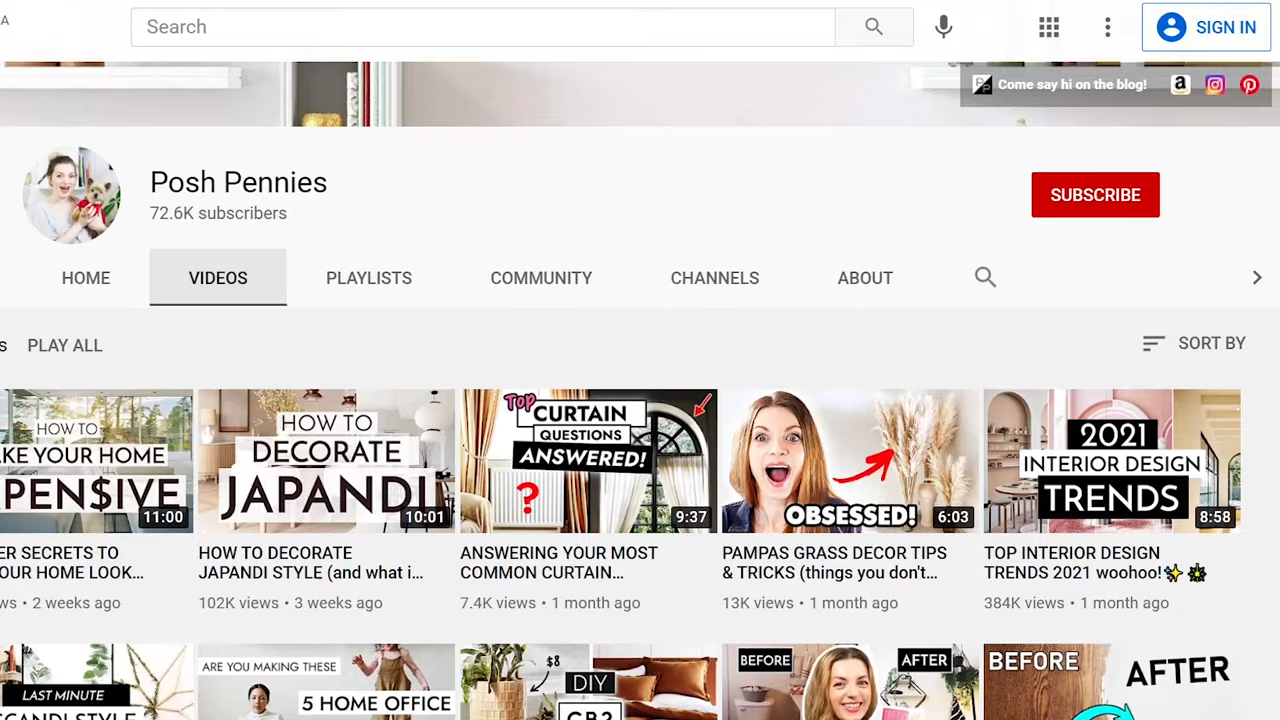 A
Search
SIGN IN
Come say hi on the blog!
Posh Pennies
72.6K subscribers
SUBSCRIBE
HOME
VIDEOS
PLAYLISTS
COMMUNITY
CHANNELS
ABOUT
s PLAY ALL
SORT BY
HOW TO
AKE YOUR HOME
PEN$IVE
11:00
HOW TO
DECORATE
JAPANDI
10:01
TOP
CURTAIN
QUESTIONS
ANSWERED!
?
9:37
OBSESSED!
6:03
2021
INTERIOR DESIGN
TRENDS
8:58
ER SECRETS TO
OUR HOME LOOK...
ws • 2 weeks ago
HOW TO DECORATE
JAPANDI STYLE (and what i...
102K views • 3 weeks ago
ANSWERING YOUR MOST
COMMON CURTAIN...
7.4K views • 1 month ago
PAMPAS GRASS DECOR TIPS
& TRICKS (things you don't...
13K views • 1 month ago
TOP INTERIOR DESIGN
TRENDS 2021 woohoo!✨
384K views • 1 month ago
LAST MINUTE
SCANDI STYLE
ARE YOU MAKING THESE
5 HOME OFFICE
$8
DIY
CB2
BEFORE
AFTER
BEFORE
AFTER